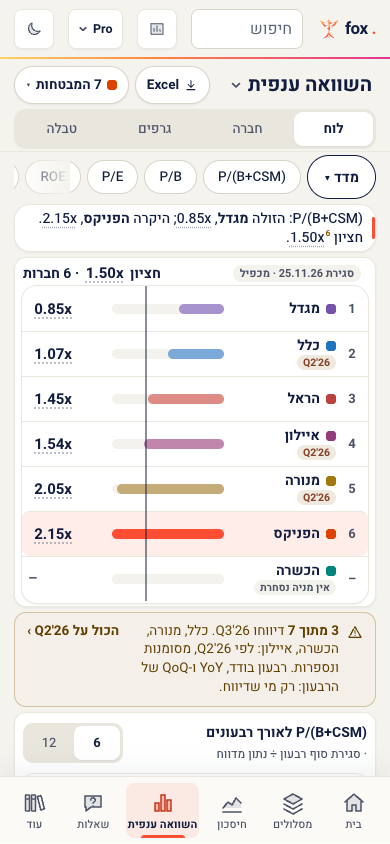 fox.
חיפוש
Pro
השוואה ענפית
Excel
7 המבטחות
לוח
חברה
גרפים
טבלה
מדד
P/(B+CSM)
P/B
P/E
ROE
P/(B+CSM): הזולה מגדל, 0.85x; היקרה הפניקס, 2.15x.
חציון 1.50x⁶.
סגירת 25.11.26 · מכפיל
חציון 1.50x · 6 חברות
1 מגדל 0.85x
2 כלל 1.07x
Q2'26
3 הראל 1.45x
4 איילון 1.54x
Q2'26
5 מנורה 2.05x
Q2'26
6 הפניקס 2.15x
– הכשרה –
אין מניה נסחרת
3 מתוך 7 דיווחו Q3'26. כלל, מנורה,
הכשרה, איילון: לפי Q2'26, מסומנות
ונספרות. רבעון בודד, YoY ו-QoQ של
הרבעון: רק מי שדיווח.
הכול על Q2'26 ›
P/(B+CSM) לאורך רבעונים
· סגירת סוף רבעון ÷ נתון מדווח
6
12
בית
מסלולים
חיסכון
השוואה ענפית
שאלות
עוד